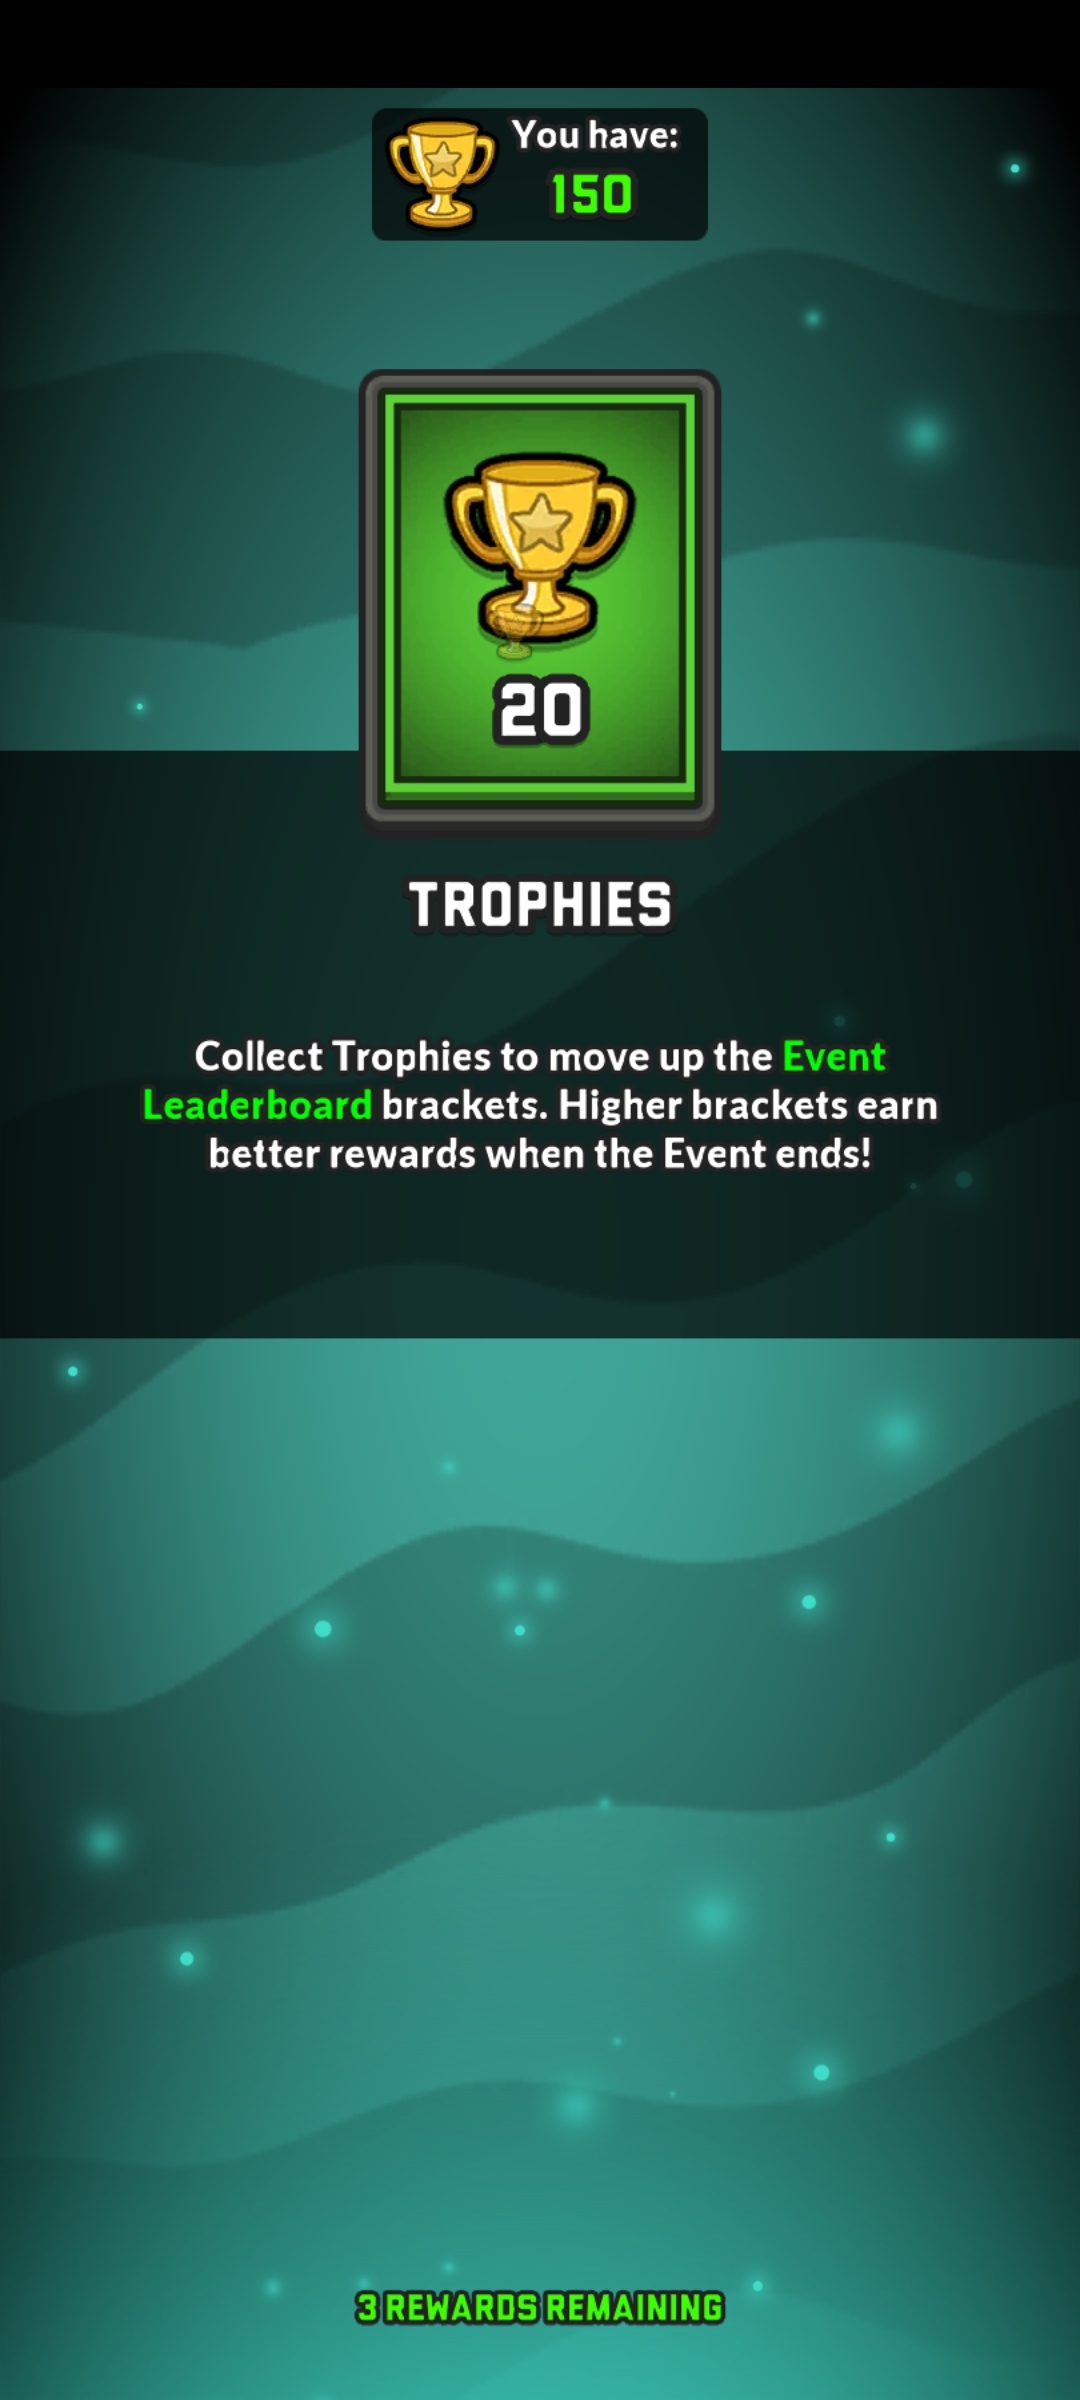 You have:
150
20
TROPHIES
Collect Trophies to move up the Event
Leaderboard brackets. Higher brackets earn
better rewards when the Event ends!
3 REWARDS REMAINING